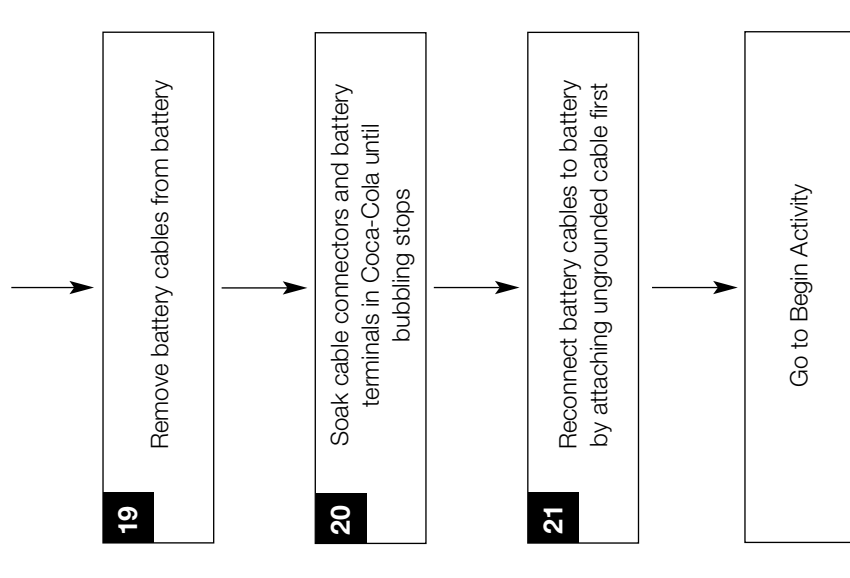 19
Remove battery cables from battery
20
Soak cable connectors and battery
terminals in Coca-Cola until
bubbling stops
21
Reconnect battery cables to battery
by attaching ungrounded cable first
Go to Begin Activity